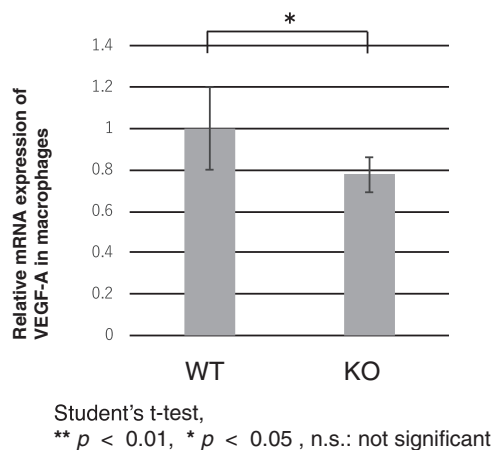 *
1.4
1.2
1
0.8
0.6
0.4
0.2
0
Relative mRNA expression of
VEGF-A in macrophages
WT KO
Student's t-test,
** p < 0.01, * p < 0.05 , n.s.: not significant